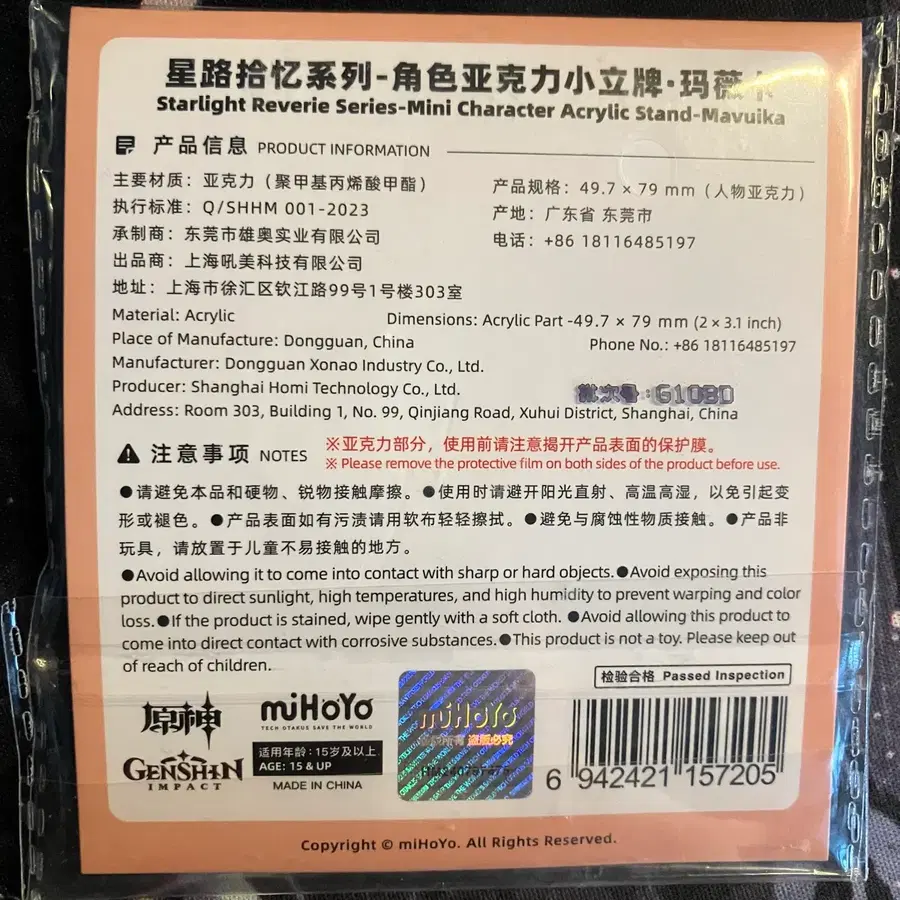 星路拾忆系列-角色亚克力小立牌·玛薇卡
Starlight Reverie Series-Mini Character Acrylic Stand-Mavuika
产品信息 PRODUCT INFORMATION
主要材质：亚克力（聚甲基丙烯酸甲酯）
产品规格：49.7 × 79 mm（人物亚克力）
执行标准：Q/SHHM 001-2023
产地：广东省 东莞市
承制商：东莞市雄奥实业有限公司
电话：+86 18116485197
出品商：上海吼美科技有限公司
地址：上海市徐汇区钦江路99号1号楼303室
Material: Acrylic
Dimensions: Acrylic Part -49.7 × 79 mm (2 × 3.1 inch)
Place of Manufacture: Dongguan, China
Phone No.: +86 18116485197
Manufacturer: Dongguan Xonao Industry Co., Ltd.
Producer: Shanghai Homi Technology Co., Ltd.
批次号:G108D
Address: Room 303, Building 1, No. 99, Qinjiang Road, Xuhui District, Shanghai, China
注意事项 NOTES
※亚克力部分，使用前请注意揭开产品表面的保护膜。
※ Please remove the protective film on both sides of the product before use.
●请避免本品和硬物、锐物接触摩擦。●使用时请避开阳光直射、高温高湿，以免引起变
形或褪色。●产品表面如有污渍请用软布轻轻擦拭。●避免与腐蚀性物质接触。●产品非
玩具，请放置于儿童不易接触的地方。
●Avoid allowing it to come into contact with sharp or hard objects.●Avoid exposing this
product to direct sunlight, high temperatures, and high humidity to prevent warping and color
loss.●If the product is stained, wipe gently with a soft cloth. ●Avoid allowing this product to
come into direct contact with corrosive substances.●This product is not a toy. Please keep out
of reach of children.
检验合格 Passed Inspection
原神
GENSHIN
IMPACT
miHoYo
TECH OTAKUS SAVE THE WORLD
适用年龄：15岁及以上
AGE: 15 & UP
MADE IN CHINA
miHoYo
盗版必究
6 942421 157205
Copyright © miHoYo. All Rights Reserved.